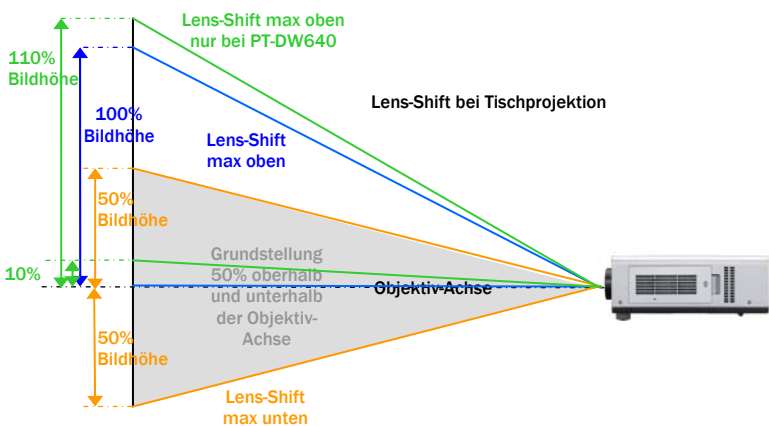 Lens-Shift max oben
nur bei PT-DW640
110%
Bildhöhe
Lens-Shift bei Tischprojektion
100%
Bildhöhe
Lens-Shift
max oben
50%
Bildhöhe
Grundstellung
50% oberhalb
und unterhalb
der Objektiv-
Achse
10%
Objektiv-Achse
50%
Bildhöhe
Lens-Shift
max unten